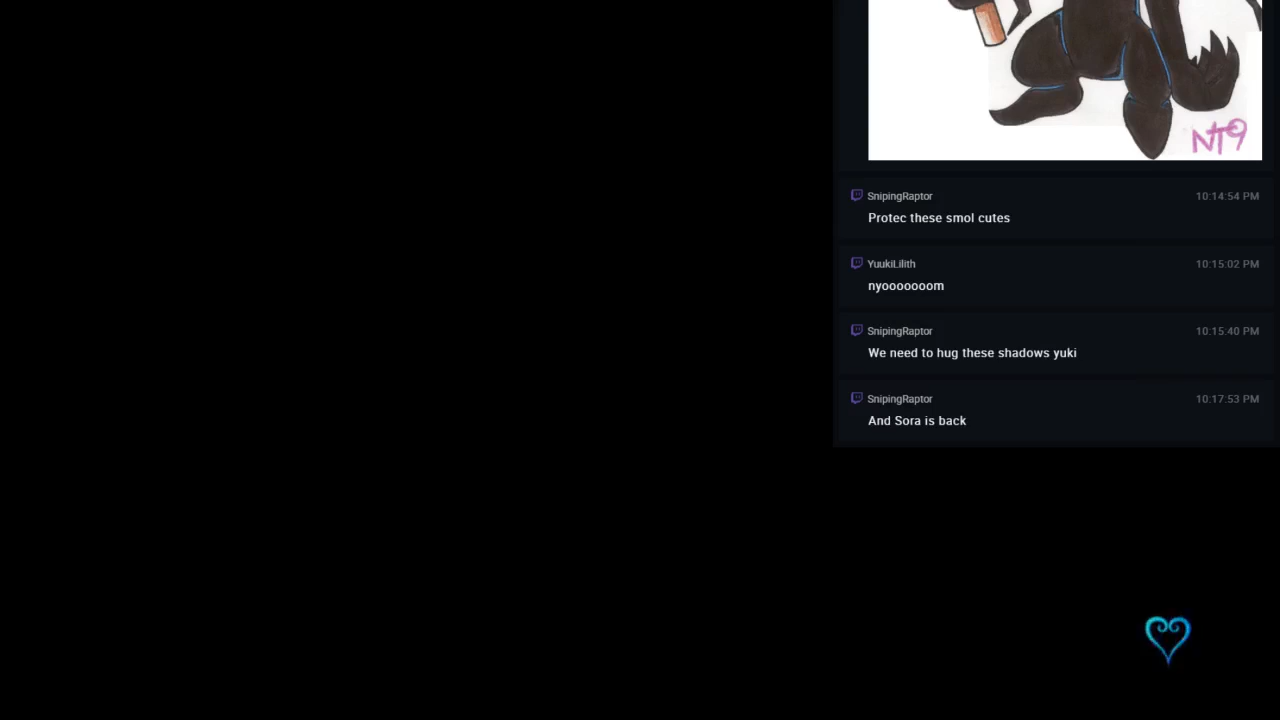 NT9
SnipingRaptor 10:14:54 PM
Protec these smol cutes
YuukiLilith 10:15:02 PM
nyooooooom
SnipingRaptor 10:15:40 PM
We need to hug these shadows yuki
SnipingRaptor 10:17:53 PM
And Sora is back